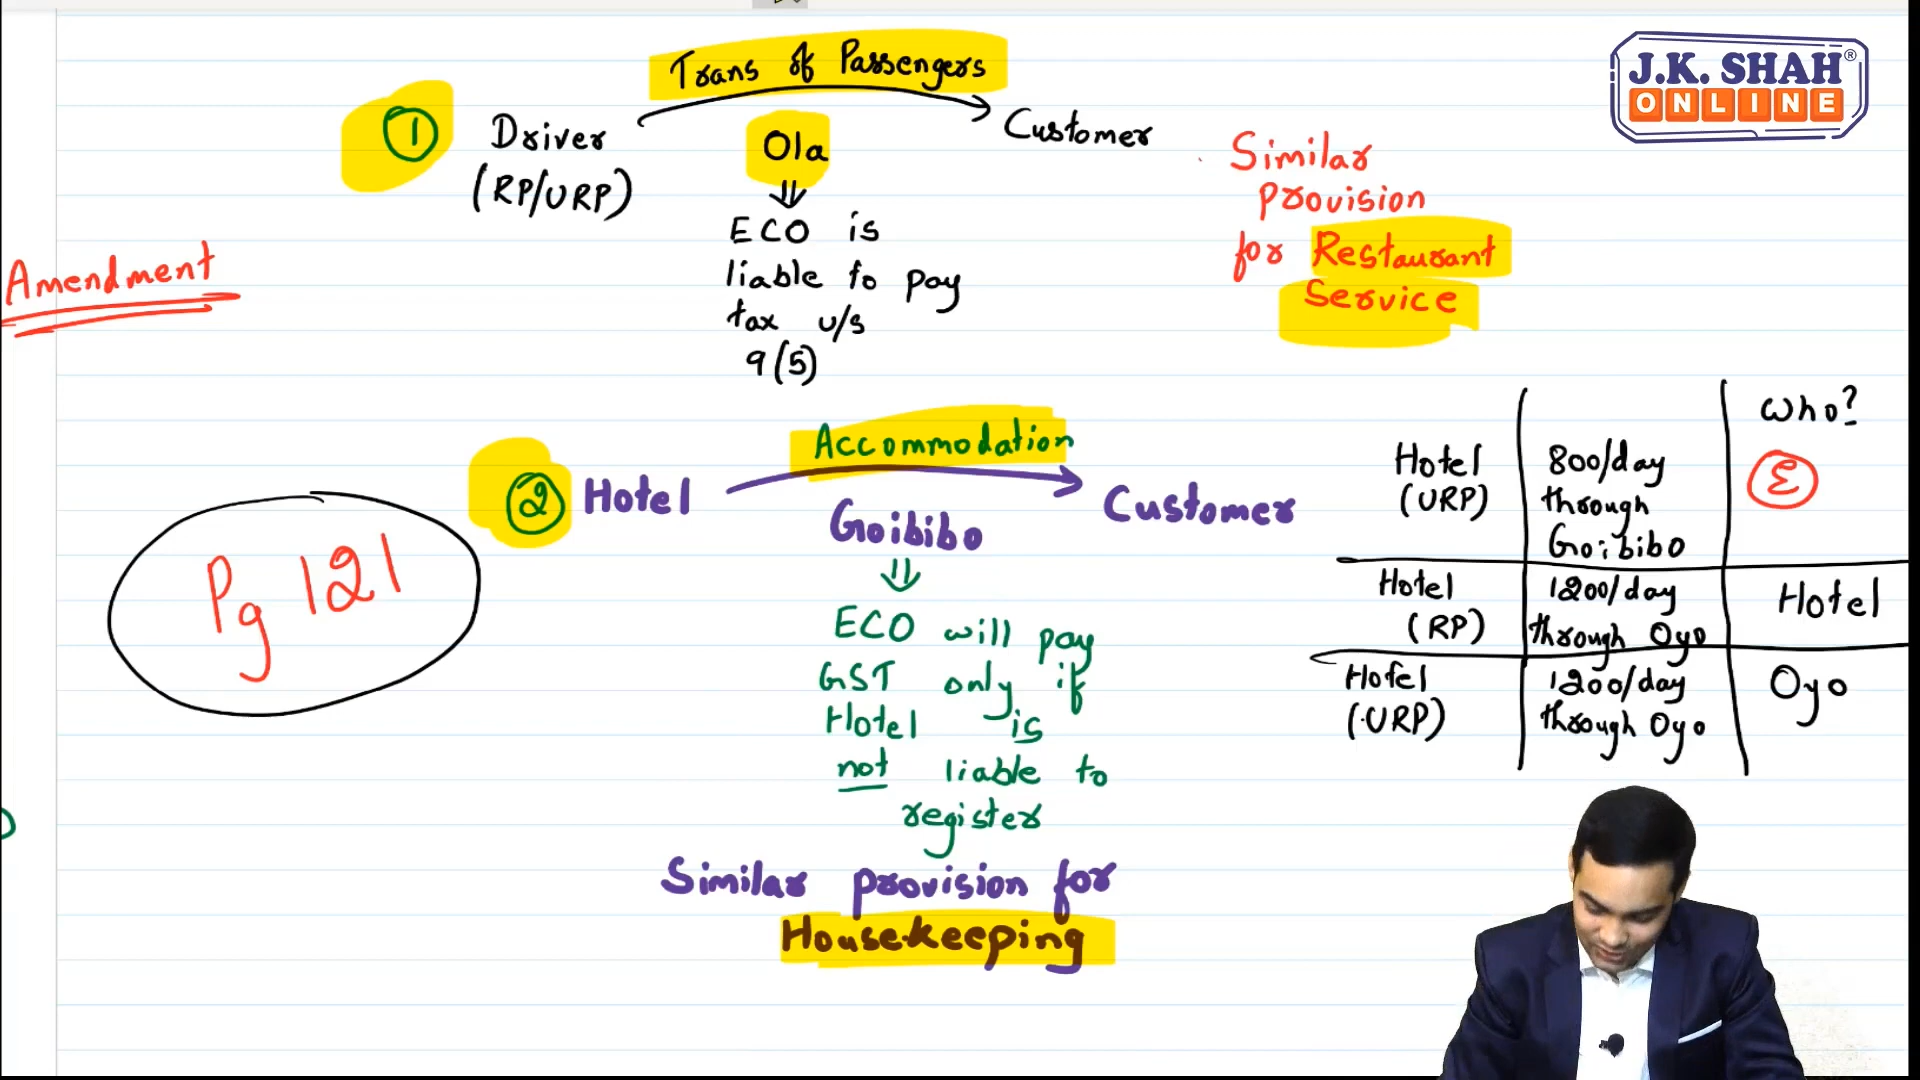 J.K. SHAH®
ONLINE
Trans of Passengers
1 Driver
(RP/URP)
Ola
Customer
ECO is
liable to pay
tax u/s
9(5)
Similar
provision
for Restaurant
Service
Amendment
Pg 121
2 Hotel
Accommodation
Customer
Goibibo
ECO will pay
GST only if
Hotel is
not liable to
register
Similar provision for
Housekeeping
Who?
Hotel
(URP)
800/day
through
Goibibo
E
Hotel
(RP)
1200/day
through Oyo
Hotel
Hotel
(URP)
1200/day
through Oyo
Oyo